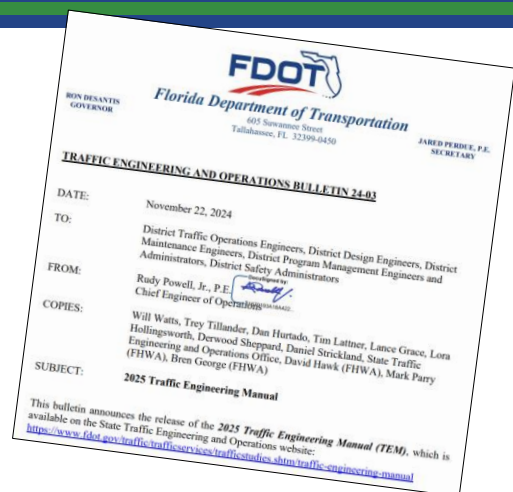 FDOT
Florida Department of Transportation
RON DESANTIS
GOVERNOR
605 Suwannee Street
Tallahassee, FL 32399-0450
JARED PERDUE, P.E.
SECRETARY
TRAFFIC ENGINEERING AND OPERATIONS BULLETIN 24-03
DATE:
November 22, 2024
TO:
District Traffic Operations Engineers, District Design Engineers, District
Maintenance Engineers, District Program Management Engineers and
Administrators, District Safety Administrators
FROM:
Rudy Powell, Jr., P.E.
DocuSigned by:
Chief Engineer of Operations
COPIES:
Will Watts, Trey Tillander, Dan Hurtado, Tim Lattner, Lance Grace, Lora
Hollingsworth, Derwood Sheppard, Daniel Strickland, State Traffic
Engineering and Operations Office, David Hawk (FHWA), Mark Parry
(FHWA), Bren George (FHWA)
SUBJECT:
2025 Traffic Engineering Manual
This bulletin announces the release of the 2025 Traffic Engineering Manual (TEM), which is
available on the State Traffic Engineering and Operations website:
https://www.fdot.gov/traffic/trafficservices/trafficstudies.shtm/traffic-engineering-manual